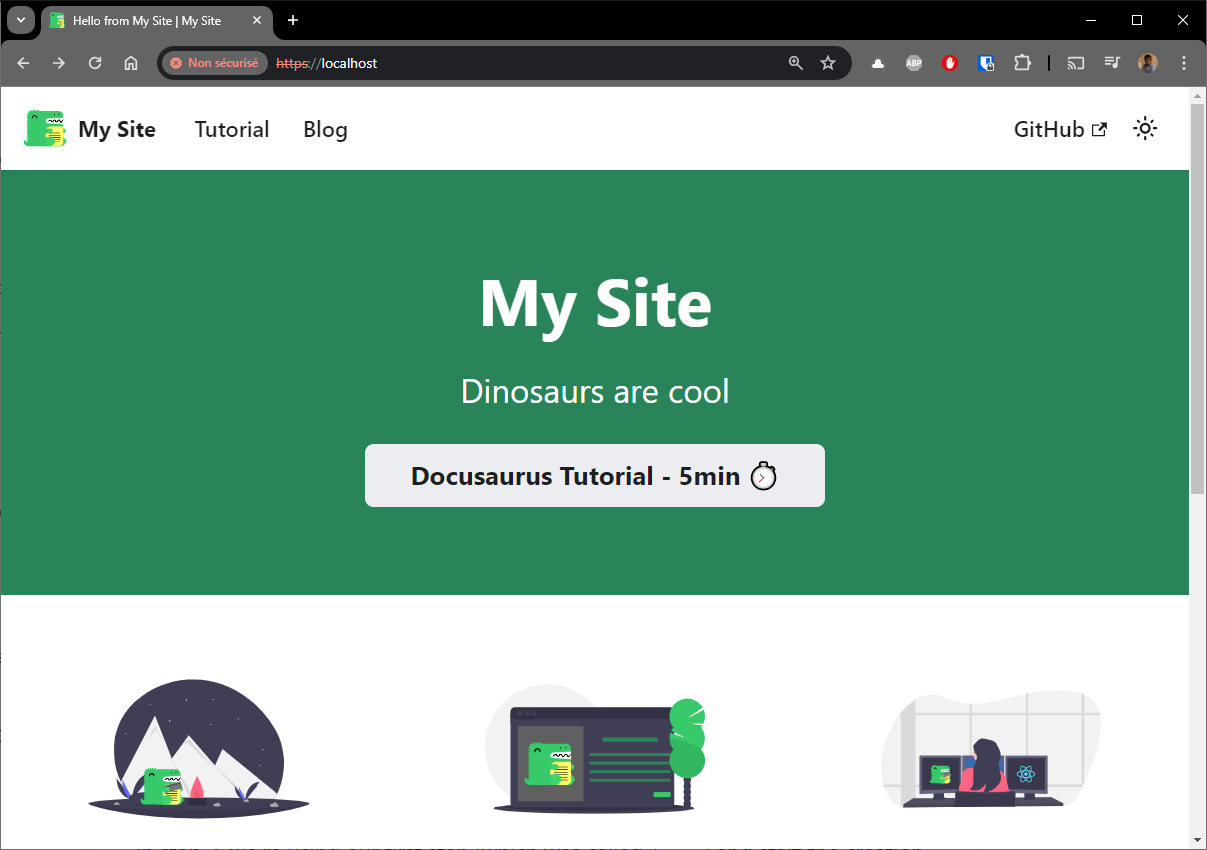 Hello from My Site | My Site
Non sécurisé https://localhost
ABP
My Site Tutorial Blog GitHub
My Site
Dinosaurs are cool
Docusaurus Tutorial - 5min ⏱️